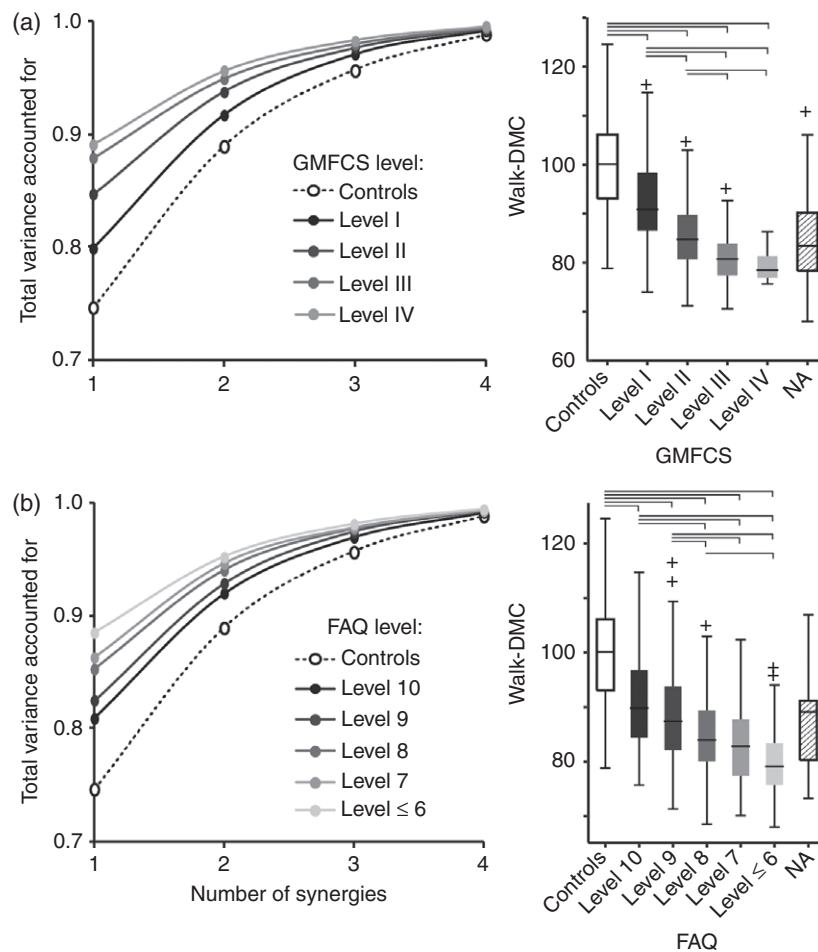 (a)
1.0
0.9
0.8
0.7
Total variance accounted for
1
2
3
4
GMFCS level:
Controls
Level I
Level II
Level III
Level IV
120
100
80
60
Walk-DMC
Controls
Level I
Level II
Level III
Level IV
NA
GMFCS
(b)
1.0
0.9
0.8
0.7
Total variance accounted for
1
2
3
4
Number of synergies
FAQ level:
Controls
Level 10
Level 9
Level 8
Level 7
Level ≤ 6
120
100
80
Walk-DMC
Controls
Level 10
Level 9
Level 8
Level 7
Level ≤ 6
NA
FAQ